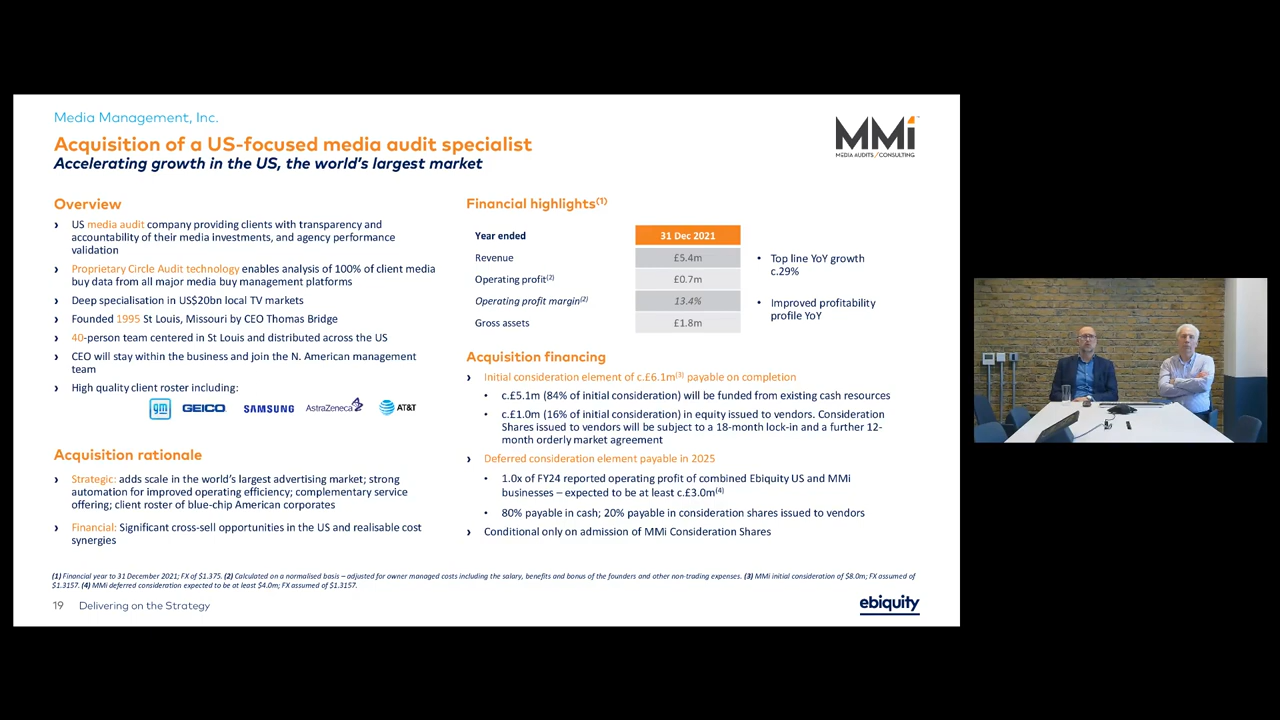 Media Management, Inc.
Acquisition of a US-focused media audit specialist
Accelerating growth in the US, the world's largest market
MMi
MEDIA AUDITS/CONSULTING
Overview
› US media audit company providing clients with transparency and
accountability of their media investments, and agency performance
validation
› Proprietary Circle Audit technology enables analysis of 100% of client media
buy data from all major media buy management platforms
› Deep specialisation in US$20bn local TV markets
› Founded 1995 St Louis, Missouri by CEO Thomas Bridge
› 40-person team centered in St Louis and distributed across the US
› CEO will stay within the business and join the N. American management
team
› High quality client roster including:
gm GEICO SAMSUNG AstraZeneca AT&T
Acquisition rationale
› Strategic: adds scale in the world's largest advertising market; strong
automation for improved operating efficiency; complementary service
offering; client roster of blue-chip American corporates
› Financial: Significant cross-sell opportunities in the US and realisable cost
synergies
Financial highlights(1)
Year ended 31 Dec 2021
Revenue £5.4m
Operating profit(2) £0.7m
Operating profit margin(2) 13.4%
Gross assets £1.8m
• Top line YoY growth
c.29%
• Improved profitability
profile YoY
Acquisition financing
› Initial consideration element of c.£6.1m(3) payable on completion
• c.£5.1m (84% of initial consideration) will be funded from existing cash resources
• c.£1.0m (16% of initial consideration) in equity issued to vendors. Consideration
Shares issued to vendors will be subject to a 18-month lock-in and a further 12-
month orderly market agreement
› Deferred consideration element payable in 2025
• 1.0x of FY24 reported operating profit of combined Ebiquity US and MMi
businesses – expected to be at least c.£3.0m(4)
• 80% payable in cash; 20% payable in consideration shares issued to vendors
› Conditional only on admission of MMi Consideration Shares
(1) Financial year to 31 December 2021; FX of $1.375. (2) Calculated on a normalised basis – adjusted for owner managed costs including the salary, benefits and bonus of the founders and other non-trading expenses. (3) MMi initial consideration of $8.0m; FX assumed of
$1.3157. (4) MMi deferred consideration expected to be at least $4.0m; FX assumed of $1.3157.
19 Delivering on the Strategy
ebiquity